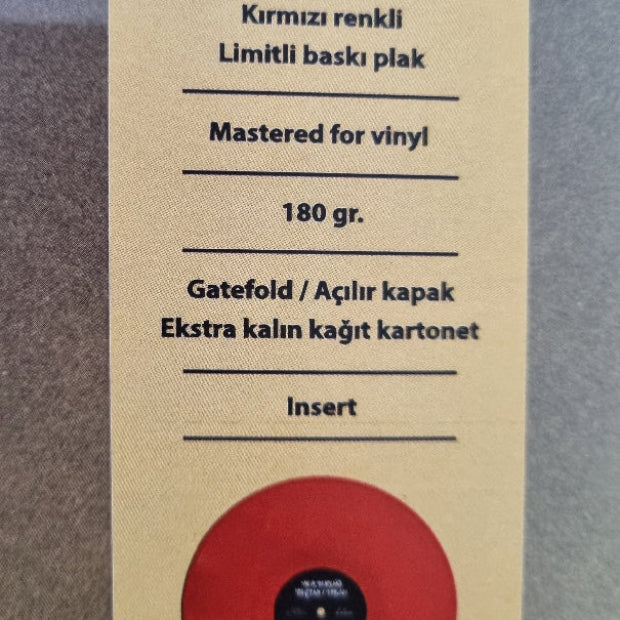 Kırmızı renkli
Limitli baskı plak
Mastered for vinyl
180 gr.
Gatefold / Açılır kapak
Ekstra kalın kağıt kartonet
Insert